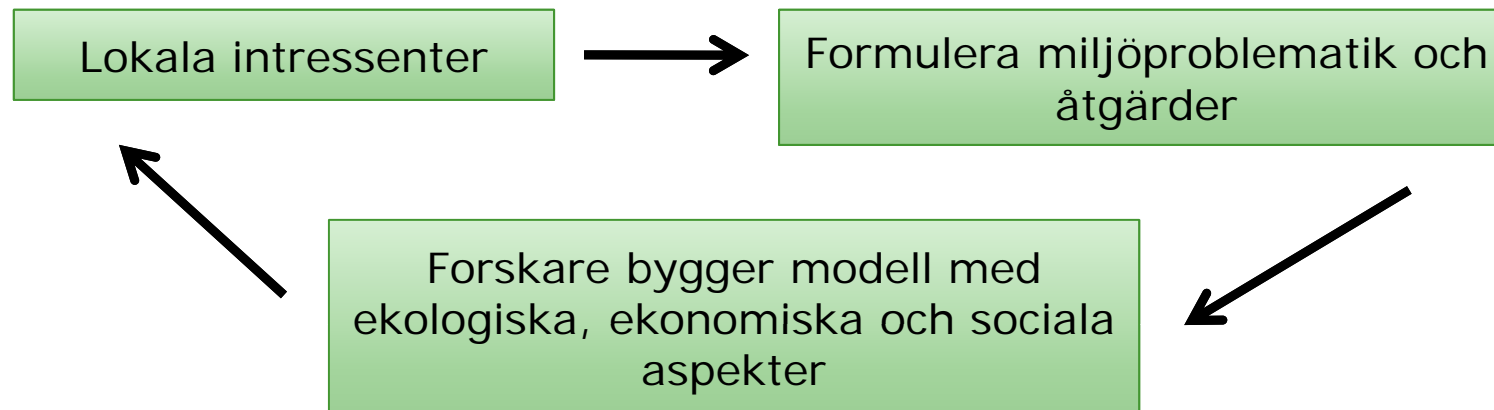 Lokala intressenter
Formulera miljöproblematik och
åtgärder
Forskare bygger modell med
ekologiska, ekonomiska och sociala
aspekter